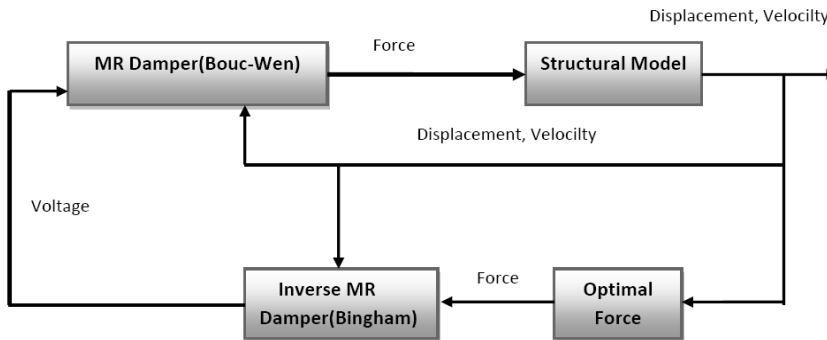 Displacement, Velocilty
Force
MR Damper(Bouc-Wen)
Structural Model
Displacement, Velocilty
Voltage
Force
Inverse MR
Damper(Bingham)
Optimal
Force